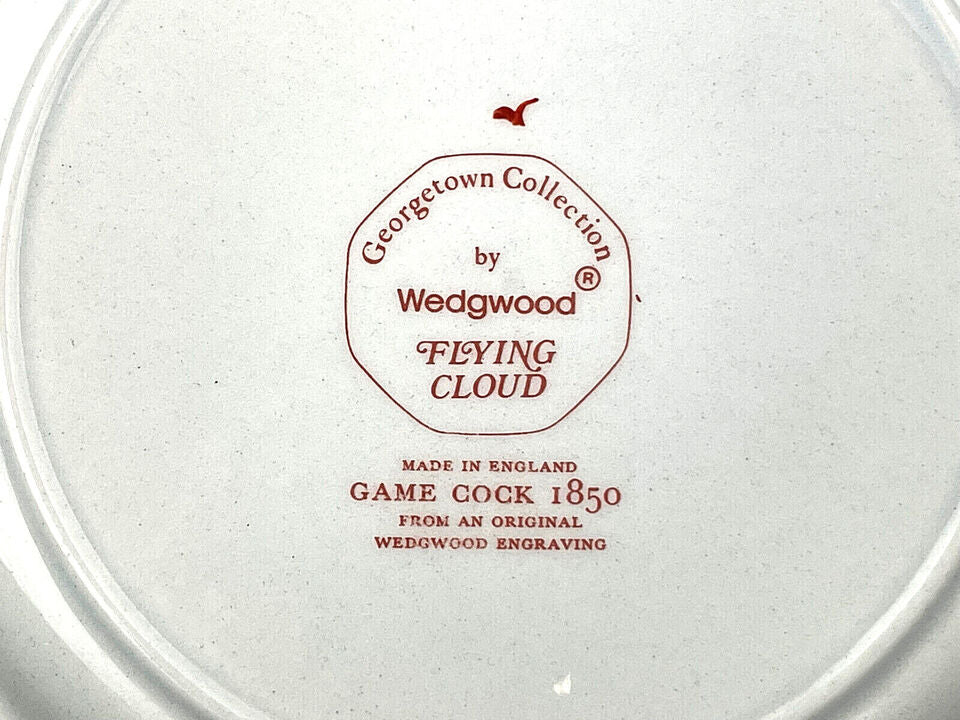 Georgetown Collection
by
Wedgwood®
FLYING
CLOUD
MADE IN ENGLAND
GAME COCK 1850
FROM AN ORIGINAL
WEDGWOOD ENGRAVING